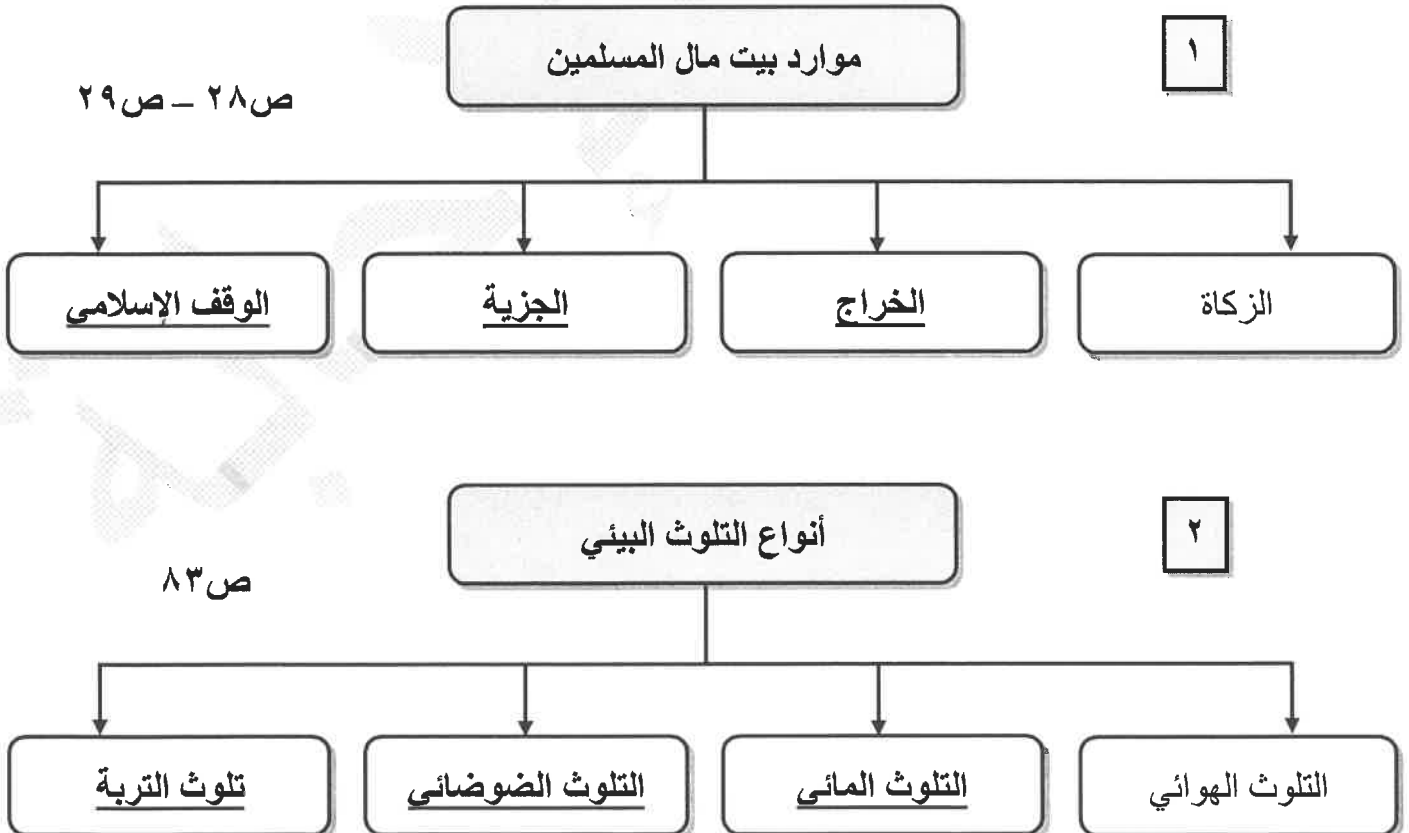 ١
موارد بيت مال المسلمين
ص٢٨ – ص٢٩
الزكاة
الخراج
الجزية
الوقف الإسلامي
٢
أنواع التلوث البيئي
ص٨٣
التلوث الهوائي
التلوث المائي
التلوث الضوضائي
تلوث التربة